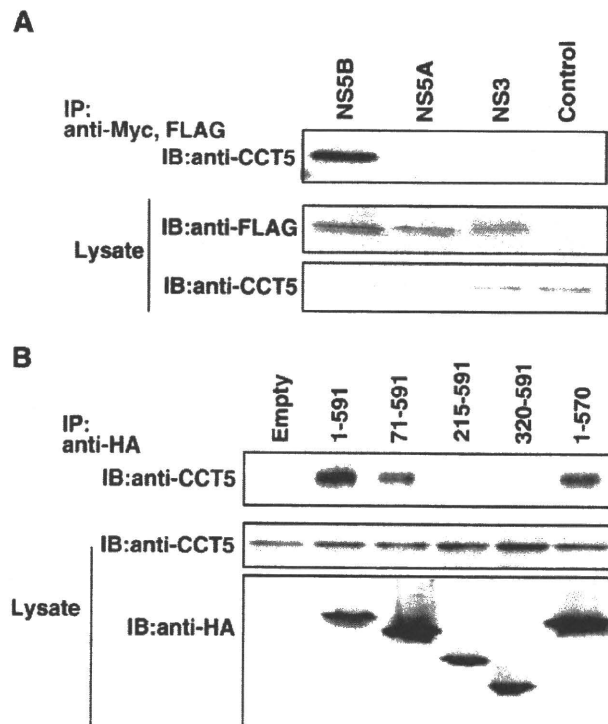 A
NS5B NS5A NS3 Control
IP:
anti-Myc, FLAG
IB:anti-CCT5
Lysate
IB:anti-FLAG
IB:anti-CCT5
B
Empty 1-591 71-591 215-591 320-591 1-570
IP:
anti-HA
IB:anti-CCT5
IB:anti-CCT5
Lysate
IB:anti-HA